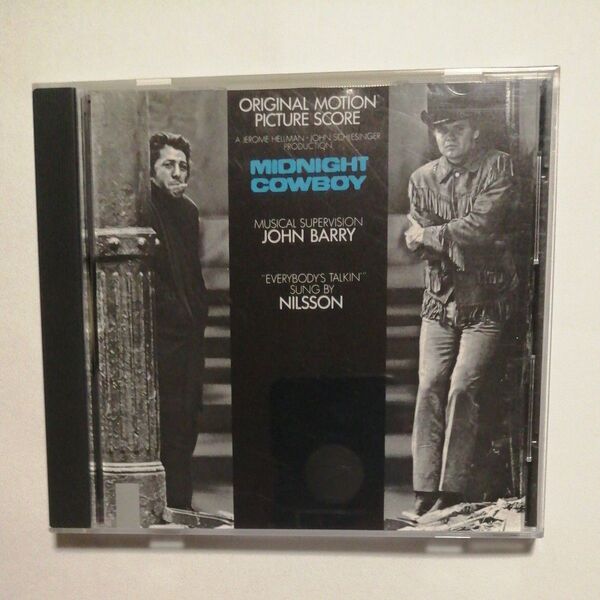 ORIGINAL MOTION
PICTURE SCORE
A JEROME HELLMAN · JOHN SCHLESINGER
PRODUCTION
MIDNIGHT
COWBOY
MUSICAL SUPERVISION
JOHN BARRY
"EVERYBODY'S TALKIN'"
SUNG BY
NILSSON